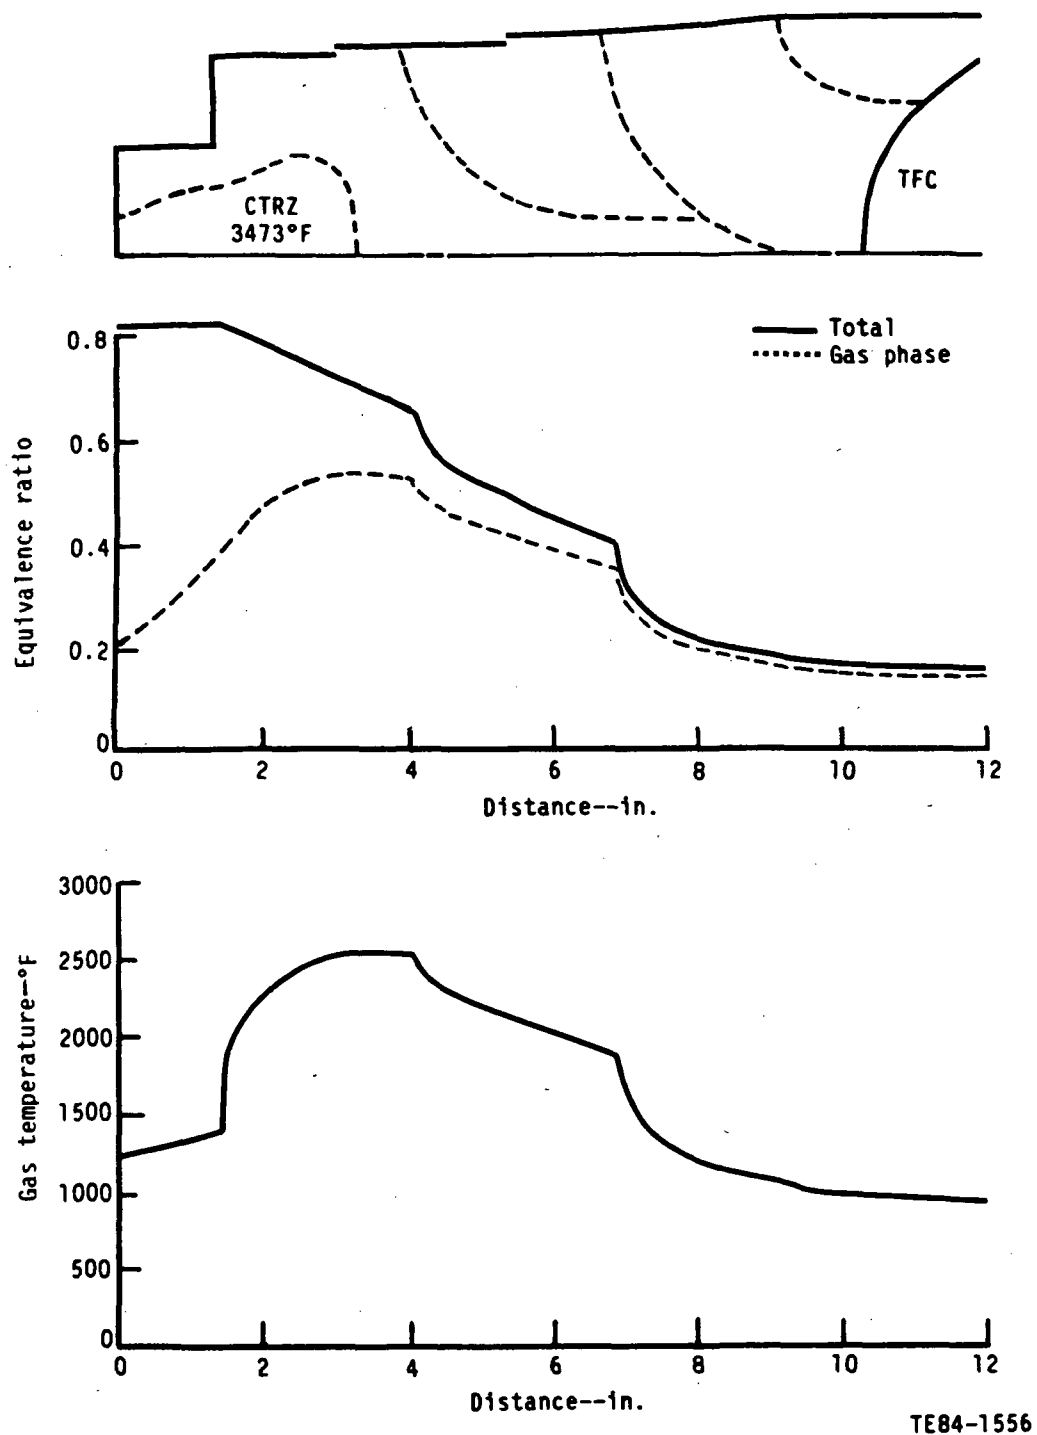 CTRZ
3473°F
TFC
Total
Gas phase
Equivalence ratio
0.8
0.6
0.4
0.2
0
0 2 4 6 8 10 12
Distance--in.
Gas temperature—°F
3000
2500
2000
1500
1000
500
0
0 2 4 6 8 10 12
Distance--in.
TE84-1556